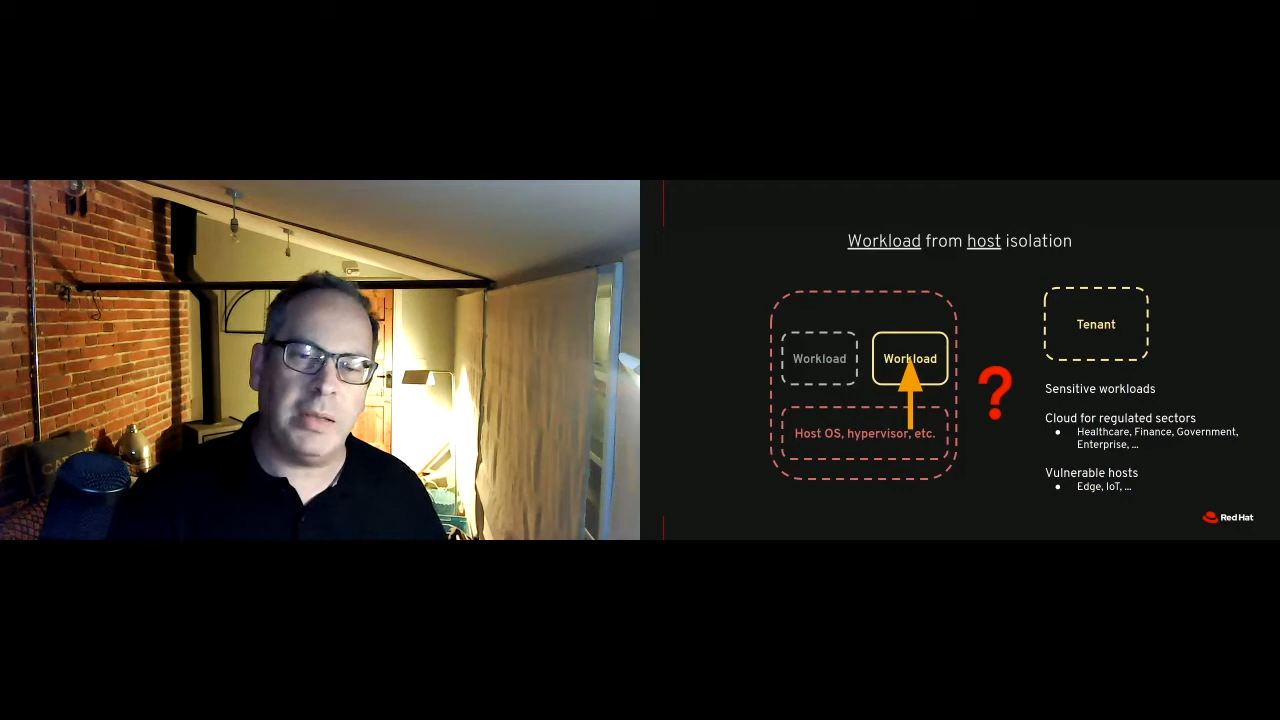 Workload from host isolation
Workload
Workload
Host OS, hypervisor, etc.
?
Tenant
Sensitive workloads
Cloud for regulated sectors
● Healthcare, Finance, Government,
Enterprise, ...
Vulnerable hosts
● Edge, IoT, ...
Red Hat